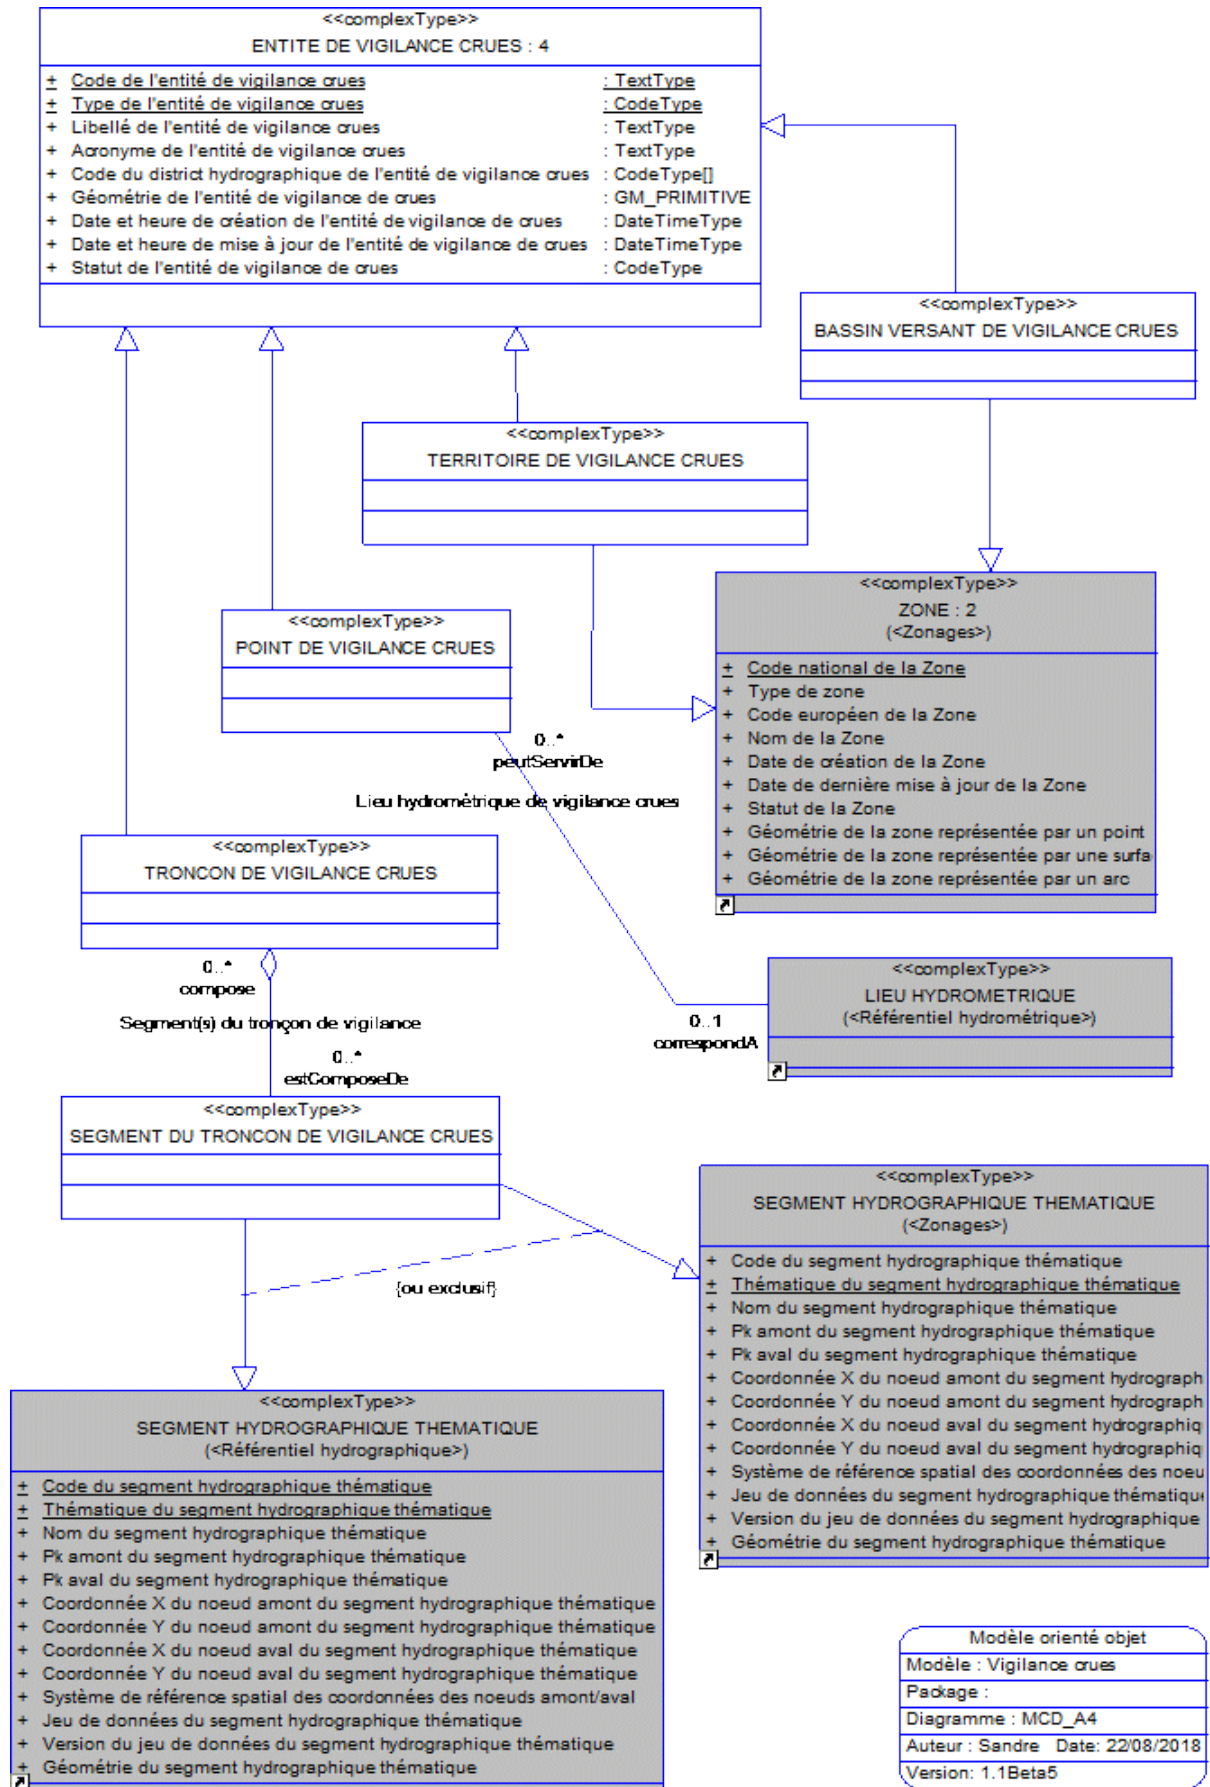 <<complexType>>
ENTITE DE VIGILANCE CRUES : 4
+ Code de l'entité de vigilance crues : TextType
+ Type de l'entité de vigilance crues : CodeType
+ Libellé de l'entité de vigilance crues : TextType
+ Acronyme de l'entité de vigilance crues : TextType
+ Code du district hydrographique de l'entité de vigilance crues : CodeType[]
+ Géométrie de l'entité de vigilance de crues : GM_PRIMITIVE
+ Date et heure de création de l'entité de vigilance de crues : DateTimeType
+ Date et heure de mise à jour de l'entité de vigilance de crues : DateTimeType
+ Statut de l'entité de vigilance de crues : CodeType
<<complexType>>
BASSIN VERSANT DE VIGILANCE CRUES
<<complexType>>
TERRITOIRE DE VIGILANCE CRUES
<<complexType>>
ZONE : 2
(<Zonages>)
+ Code national de la Zone
+ Type de zone
+ Code européen de la Zone
+ Nom de la Zone
+ Date de création de la Zone
+ Date de dernière mise à jour de la Zone
+ Statut de la Zone
+ Géométrie de la zone représentée par un point
+ Géométrie de la zone représentée par une surfa
+ Géométrie de la zone représentée par un arc
<<complexType>>
POINT DE VIGILANCE CRUES
0..*
peutServirDe
Lieu hydrométrique de vigilance crues
<<complexType>>
TRONCON DE VIGILANCE CRUES
0..*
compose
Segment(s) du tronçon de vigilance
0..*
estComposeDe
<<complexType>>
LIEU HYDROMETRIQUE
(<Référentiel hydrométrique>)
0..1
correspondA
<<complexType>>
SEGMENT DU TRONCON DE VIGILANCE CRUES
{ou exclusif}
<<complexType>>
SEGMENT HYDROGRAPHIQUE THEMATIQUE
(<Zonages>)
+ Code du segment hydrographique thématique
+ Thématique du segment hydrographique thématique
+ Nom du segment hydrographique thématique
+ Pk amont du segment hydrographique thématique
+ Pk aval du segment hydrographique thématique
+ Coordonnée X du noeud amont du segment hydrograph
+ Coordonnée Y du noeud amont du segment hydrograph
+ Coordonnée X du noeud aval du segment hydrographiq
+ Coordonnée Y du noeud aval du segment hydrographiq
+ Système de référence spatial des coordonnées des noeu
+ Jeu de données du segment hydrographique thématiqu
+ Version du jeu de données du segment hydrographique
+ Géométrie du segment hydrographique thématique
<<complexType>>
SEGMENT HYDROGRAPHIQUE THEMATIQUE
(<Référentiel hydrographique>)
+ Code du segment hydrographique thématique
+ Thématique du segment hydrographique thématique
+ Nom du segment hydrographique thématique
+ Pk amont du segment hydrographique thématique
+ Pk aval du segment hydrographique thématique
+ Coordonnée X du noeud amont du segment hydrographique thématique
+ Coordonnée Y du noeud amont du segment hydrographique thématique
+ Coordonnée X du noeud aval du segment hydrographique thématique
+ Coordonnée Y du noeud aval du segment hydrographique thématique
+ Système de référence spatial des coordonnées des noeuds amont/aval
+ Jeu de données du segment hydrographique thématique
+ Version du jeu de données du segment hydrographique thématique
+ Géométrie du segment hydrographique thématique
Modèle orienté objet
Modèle : Vigilance crues
Package :
Diagramme : MCD_A4
Auteur : Sandre Date: 22/08/2018
Version: 1.1Beta5